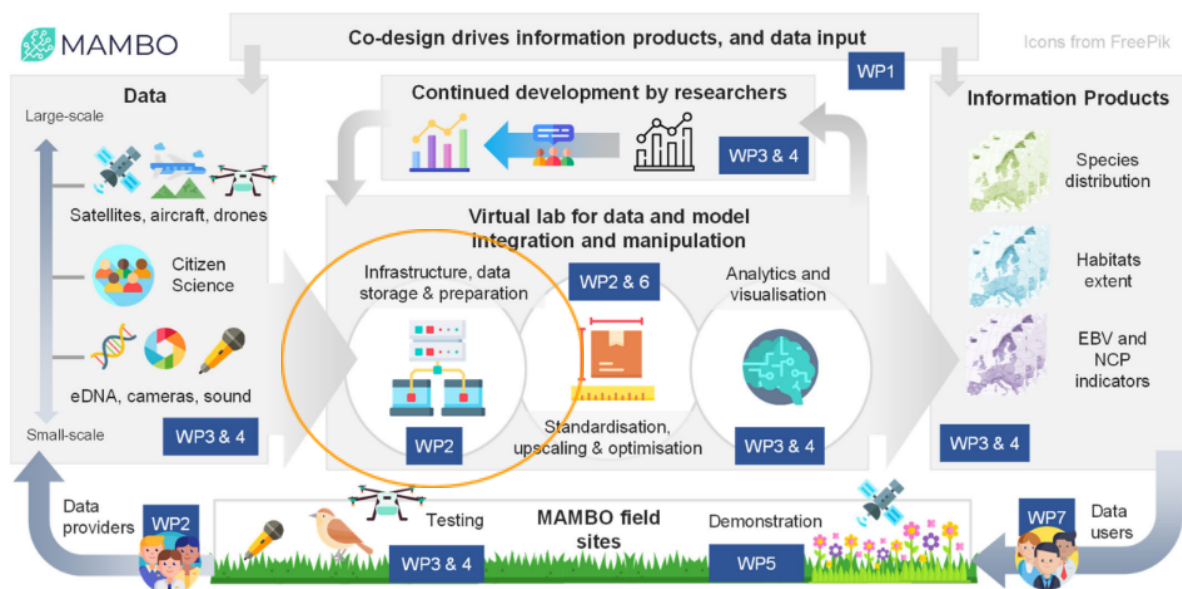 MAMBO
Co-design drives information products, and data input
Icons from FreePik
WP1
Data
Large-scale
Satellites, aircraft, drones
Citizen
Science
eDNA, cameras, sound
Small-scale
WP3 & 4
Continued development by researchers
WP3 & 4
Virtual lab for data and model
integration and manipulation
Infrastructure, data
storage & preparation
WP2
WP2 & 6
Standardisation,
upscaling & optimisation
Analytics and
visualisation
WP3 & 4
Information Products
Species
distribution
Habitats
extent
EBV and
NCP
indicators
WP3 & 4
Data
providers
WP2
Testing
WP3 & 4
MAMBO field
sites
Demonstration
WP5
WP7
Data
users